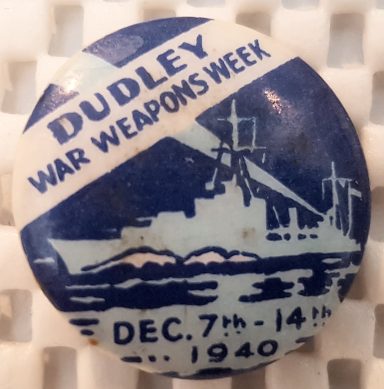 DUDLEY
WAR WEAPONS WEEK
DEC. 7th - 14th
1940